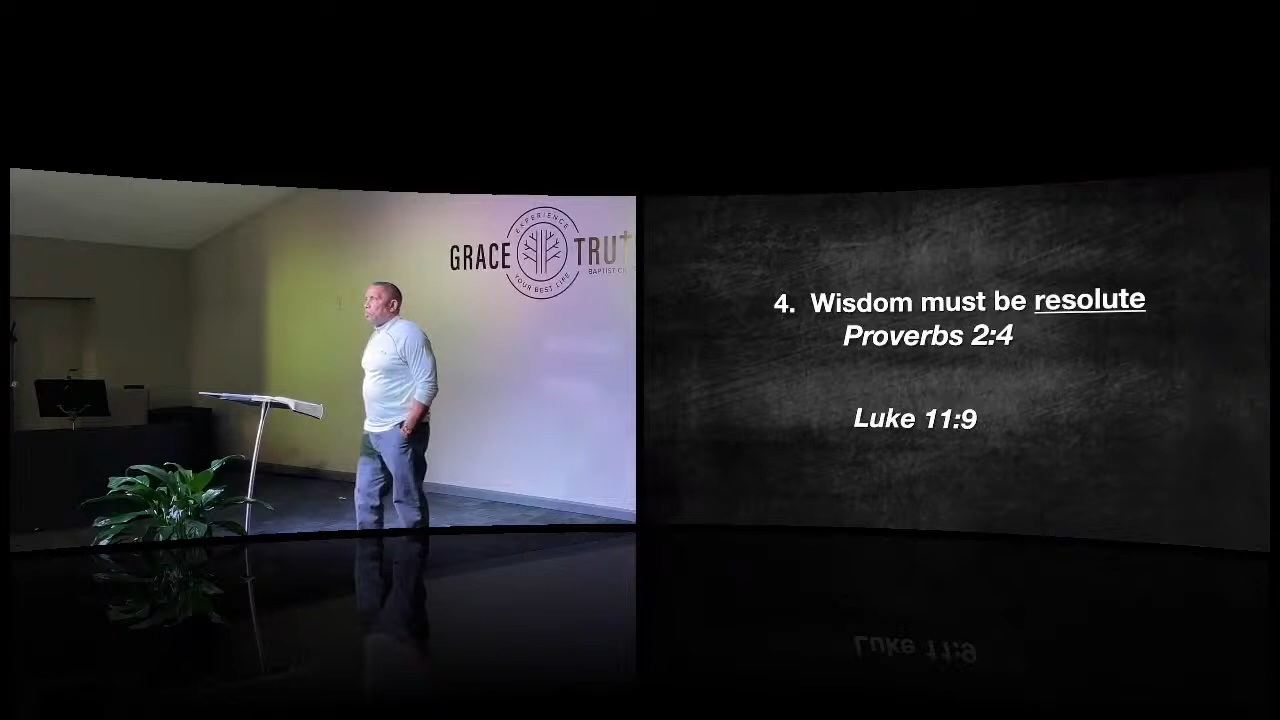 EXPERIENCE
GRACE TRUT
BAPTIST C
YOUR BEST LIFE
4. Wisdom must be resolute
Proverbs 2:4
Luke 11:9
Luke 11:9